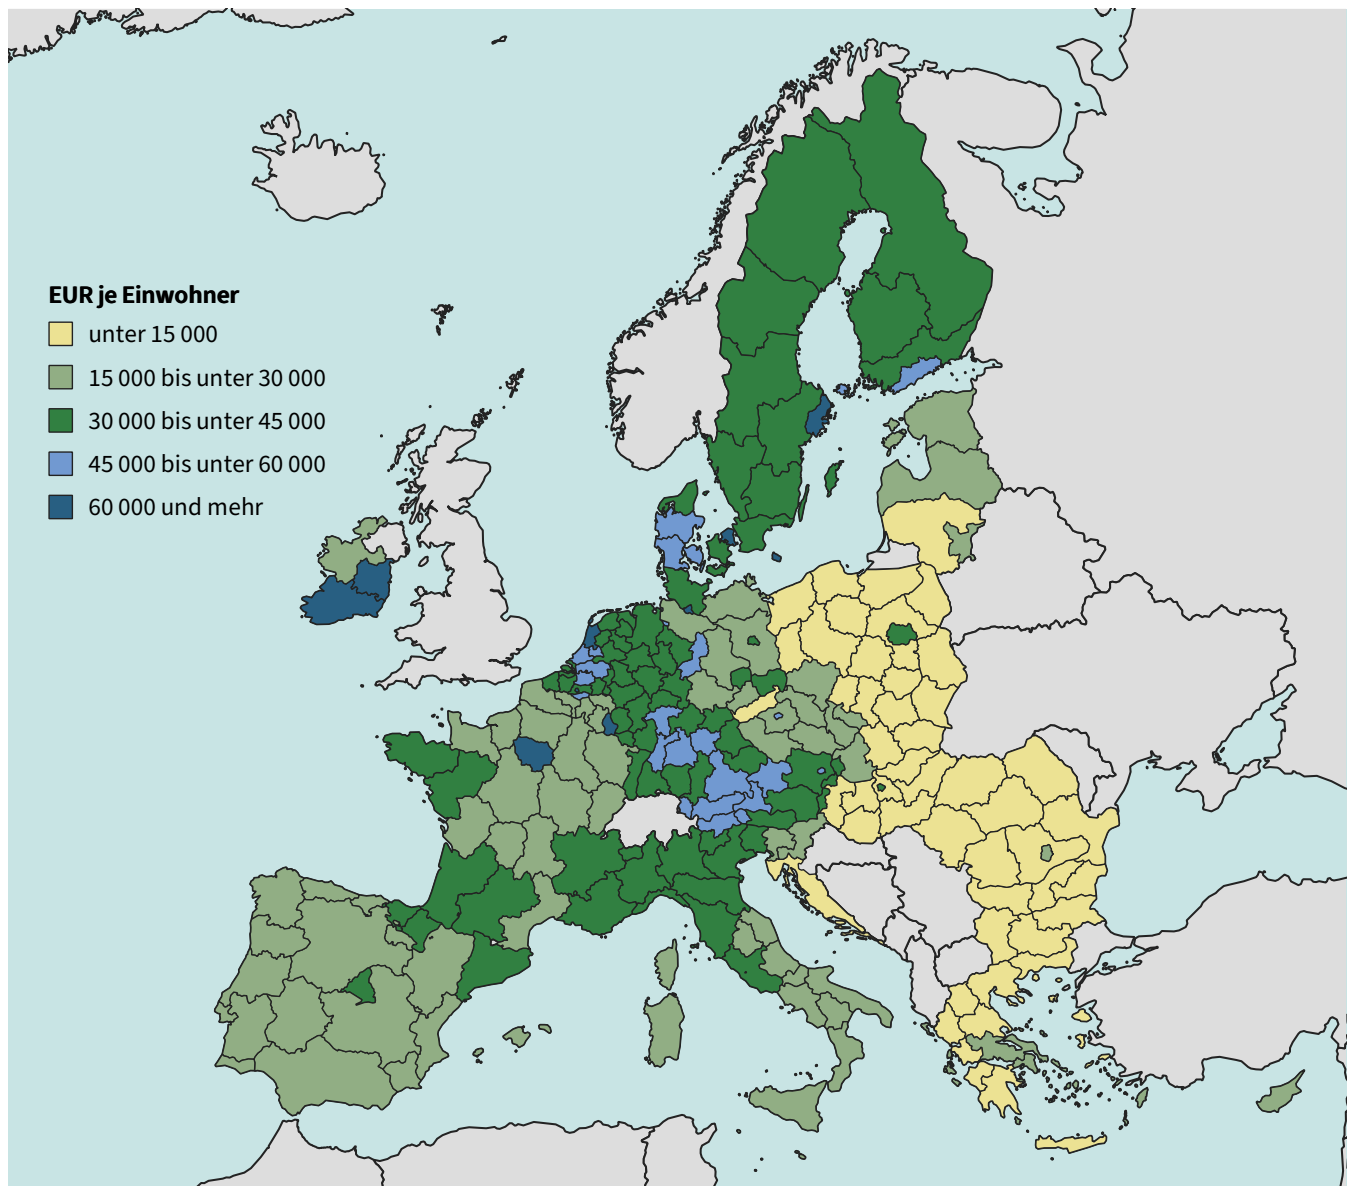 EUR je Einwohner
unter 15 000
15 000 bis unter 30 000
30 000 bis unter 45 000
45 000 bis unter 60 000
60 000 und mehr